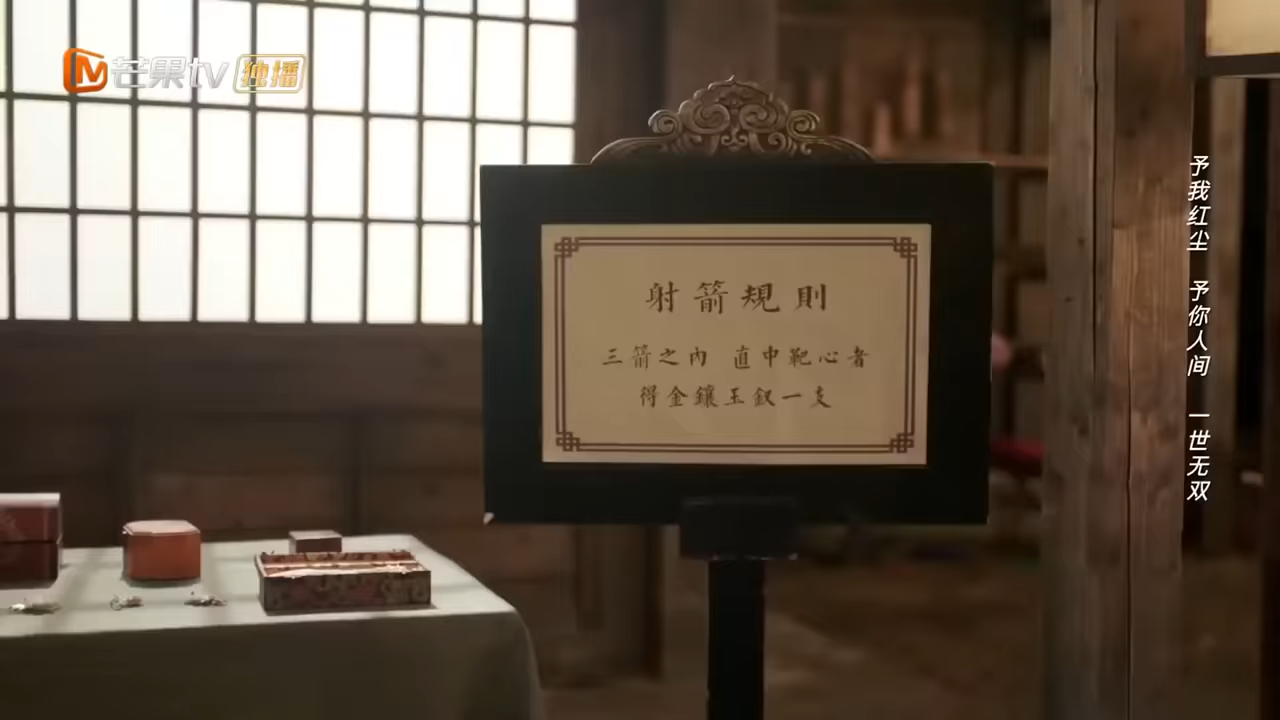 芒果tv 独播
射箭規則
三箭之內 直中靶心者
得金鑲玉釵一支
予我红尘 予你人间 一世无双